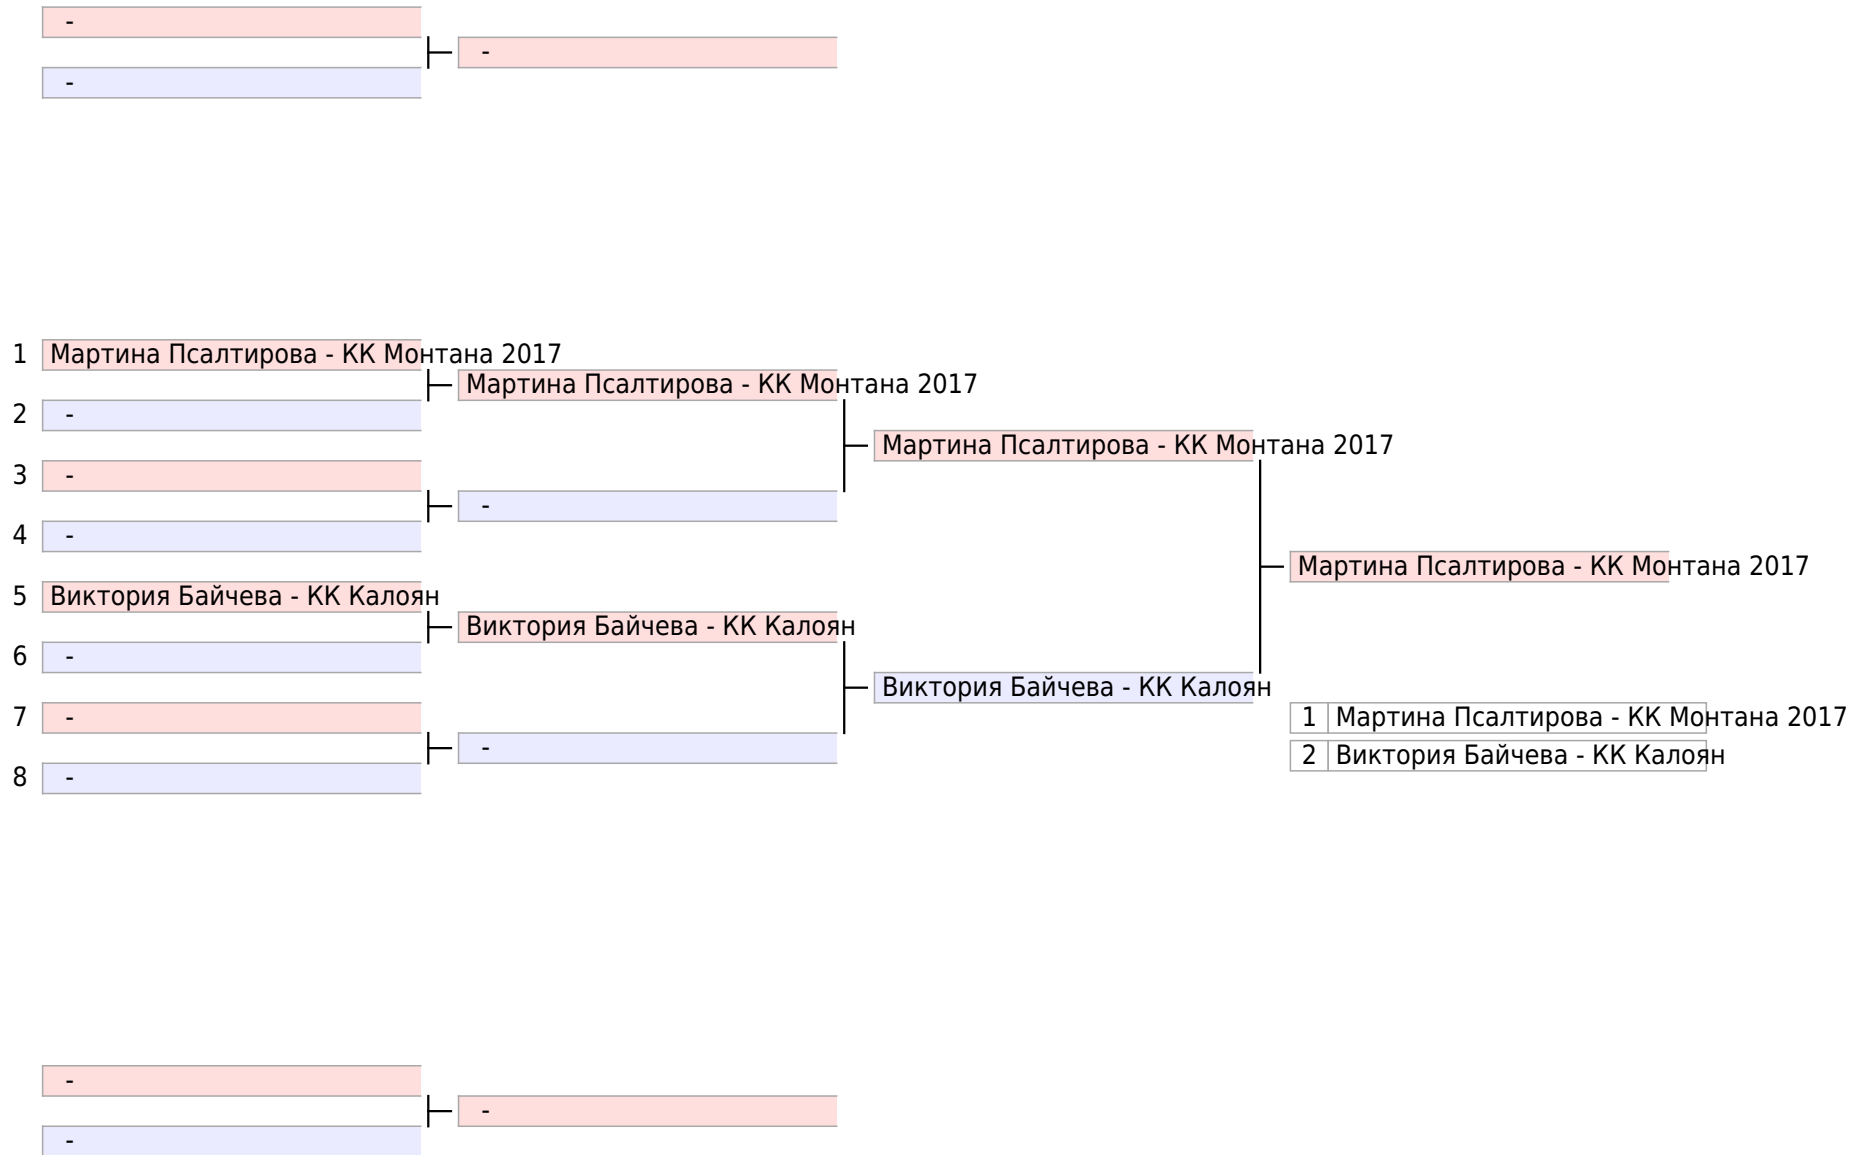 -
-
-
1 Мартина Псалтирова - КК Монтана 2017
Мартина Псалтирова - КК Монтана 2017
2 -
Мартина Псалтирова - КК Монтана 2017
3 -
-
4 -
Мартина Псалтирова - КК Монтана 2017
5 Виктория Байчева - КК Калоян
Виктория Байчева - КК Калоян
6 -
Виктория Байчева - КК Калоян
7 -
1 Мартина Псалтирова - КК Монтана 2017
-
2 Виктория Байчева - КК Калоян
8 -
-
-
-